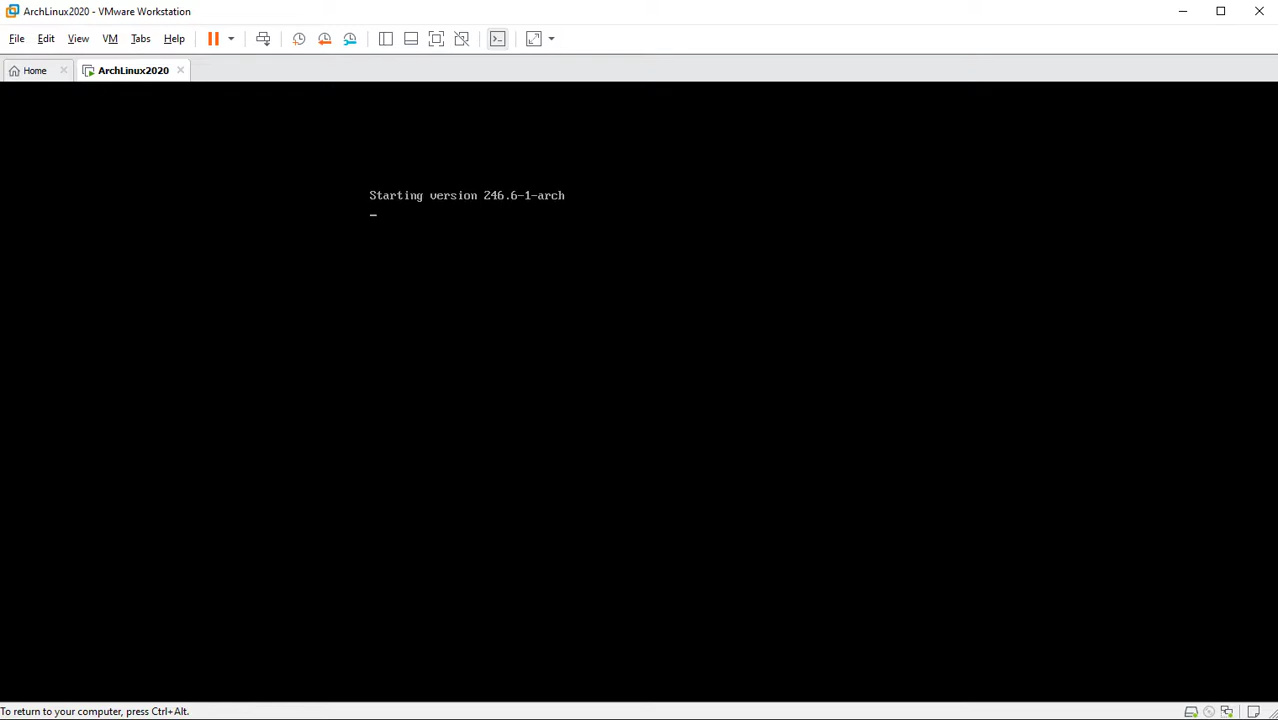 ArchLinux2020 - VMware Workstation
File Edit View VM Tabs Help
Home ArchLinux2020
Starting version 246.6-1-arch
To return to your computer, press Ctrl+Alt.